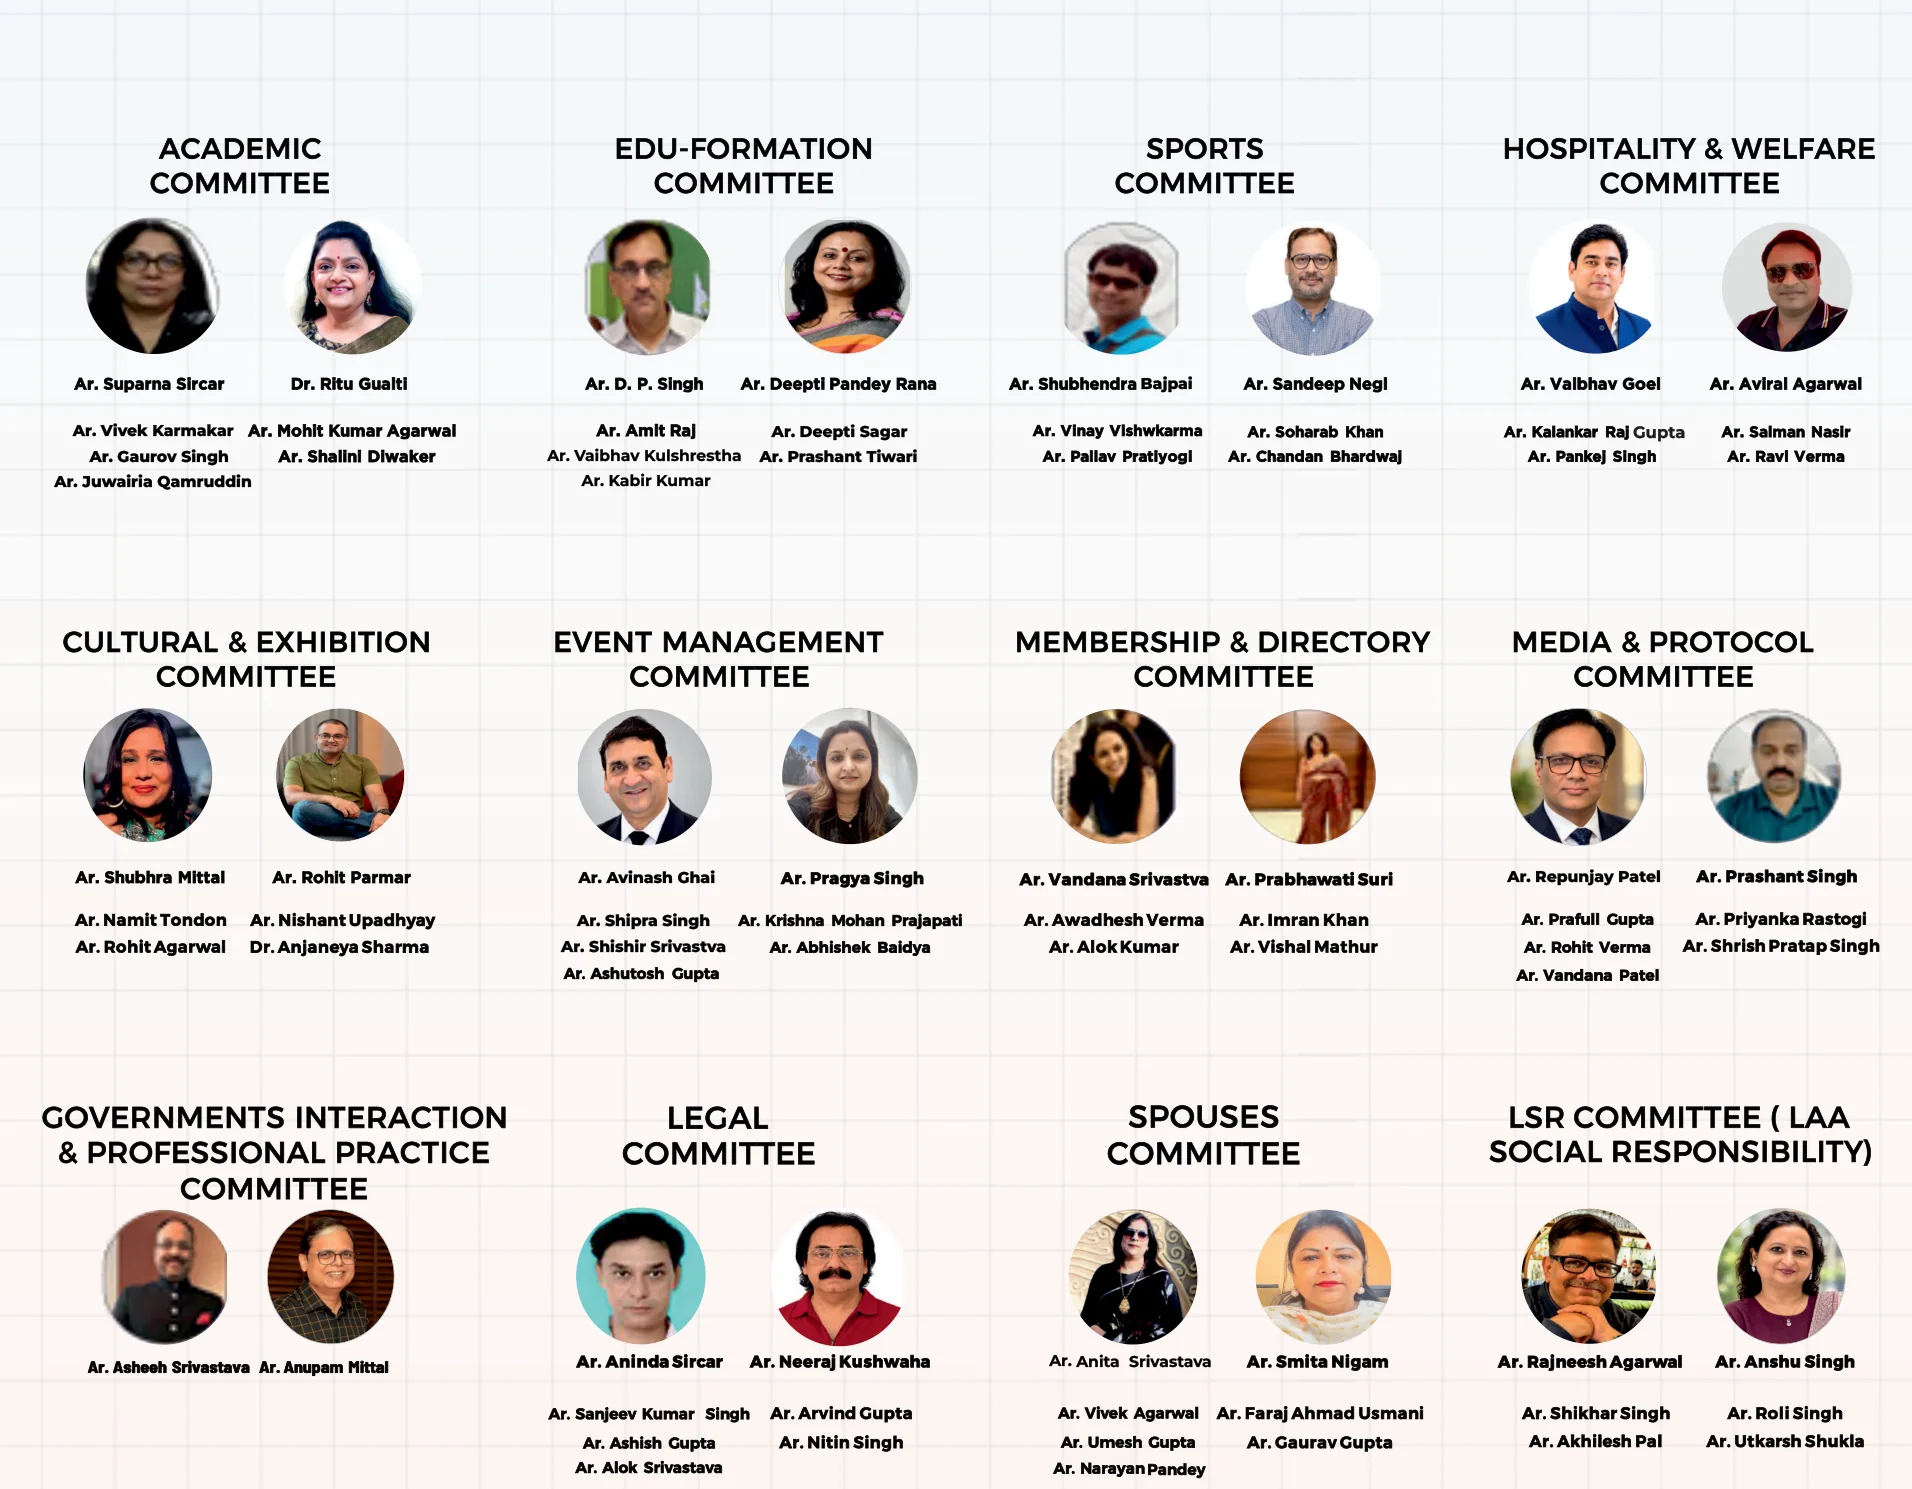 ACADEMIC
COMMITTEE
Ar. Suparna Sircar
Dr. Ritu Gualti
Ar. Vivek Karmakar
Ar. Mohit Kumar Agarwal
Ar. Gaurov Singh
Ar. Shalini Diwaker
Ar. Juwairia Qamruddin
EDU-FORMATION
COMMITTEE
Ar. D. P. Singh
Ar. Deepti Pandey Rana
Ar. Amit Raj
Ar. Deepti Sagar
Ar. Vaibhav Kulshrestha
Ar. Prashant Tiwari
Ar. Kabir Kumar
SPORTS
COMMITTEE
Ar. Shubhendra Bajpai
Ar. Sandeep Negi
Ar. Vinay Vishwkarma
Ar. Soharab Khan
Ar. Pallav Pratiyogi
Ar. Chandan Bhardwaj
HOSPITALITY & WELFARE
COMMITTEE
Ar. Vaibhav Goel
Ar. Aviral Agarwal
Ar. Kalankar Raj Gupta
Ar. Salman Nasir
Ar. Pankej Singh
Ar. Ravi Verma
CULTURAL & EXHIBITION
COMMITTEE
Ar. Shubhra Mittal
Ar. Rohit Parmar
Ar. Namit Tondon
Ar. Nishant Upadhyay
Ar. Rohit Agarwal
Dr. Anjaneya Sharma
EVENT MANAGEMENT
COMMITTEE
Ar. Avinash Ghai
Ar. Pragya Singh
Ar. Shipra Singh
Ar. Krishna Mohan Prajapati
Ar. Shishir Srivastva
Ar. Abhishek Baidya
Ar. Ashutosh Gupta
MEMBERSHIP & DIRECTORY
COMMITTEE
Ar. Vandana Srivastva
Ar. Prabhawati Suri
Ar. Awadhesh Verma
Ar. Imran Khan
Ar. Alok Kumar
Ar. Vishal Mathur
MEDIA & PROTOCOL
COMMITTEE
Ar. Repunjay Patel
Ar. Prashant Singh
Ar. Prafull Gupta
Ar. Priyanka Rastogi
Ar. Rohit Verma
Ar. Shrish Pratap Singh
Ar. Vandana Patel
GOVERNMENTS INTERACTION
& PROFESSIONAL PRACTICE
COMMITTEE
Ar. Asheeh Srivastava
Ar. Anupam Mittal
LEGAL
COMMITTEE
Ar. Aninda Sircar
Ar. Neeraj Kushwaha
Ar. Sanjeev Kumar Singh
Ar. Arvind Gupta
Ar. Ashish Gupta
Ar. Nitin Singh
Ar. Alok Srivastava
SPOUSES
COMMITTEE
Ar. Anita Srivastava
Ar. Smita Nigam
Ar. Vivek Agarwal
Ar. Faraj Ahmad Usmani
Ar. Umesh Gupta
Ar. Gaurav Gupta
Ar. Narayan Pandey
LSR COMMITTEE ( LAA
SOCIAL RESPONSIBILITY)
Ar. Rajneesh Agarwal
Ar. Anshu Singh
Ar. Shikhar Singh
Ar. Roli Singh
Ar. Akhilesh Pal
Ar. Utkarsh Shukla